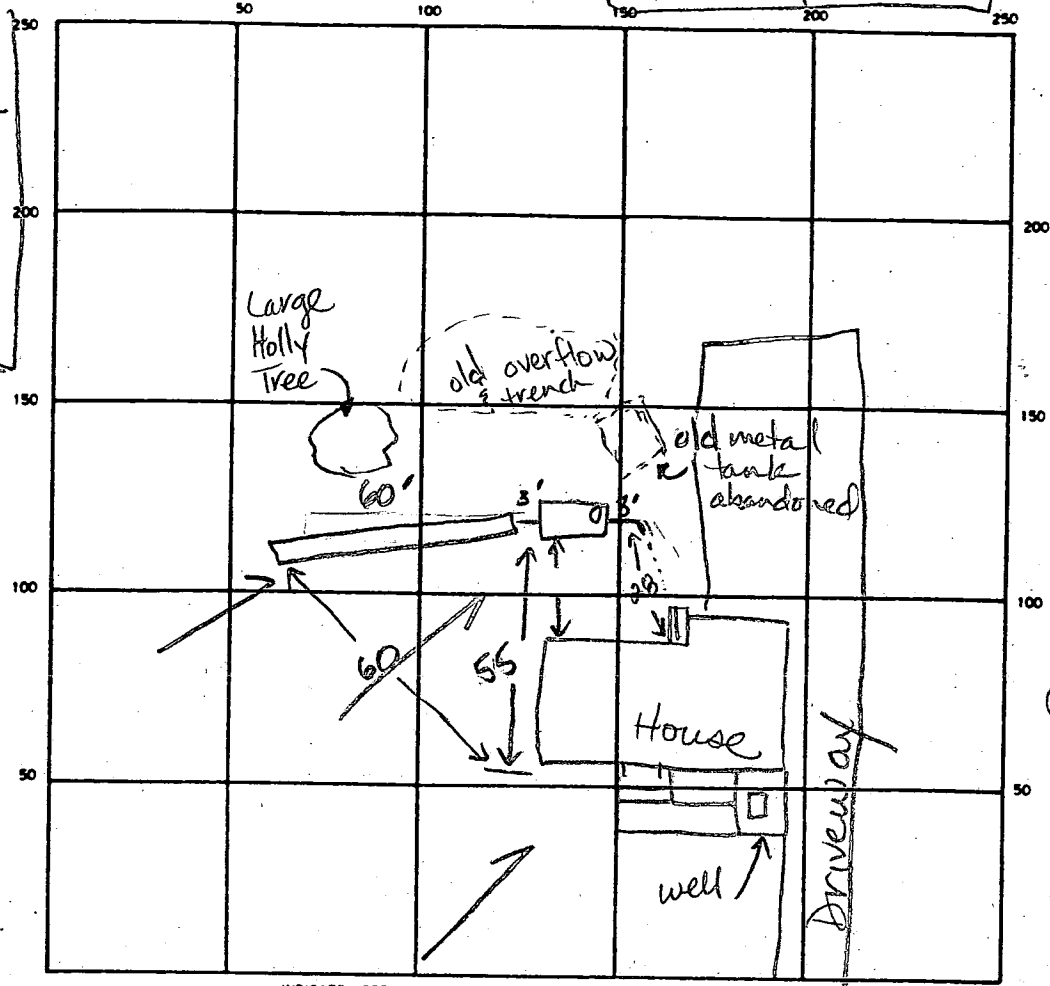 50 100 150 200 250
250
200 200
Large
Holly
Tree
old overflow
& trench
150 150
old metal
tank
abandoned
60'
3' 3'
100 100
28
60
55
House
50 50
Driveway
well